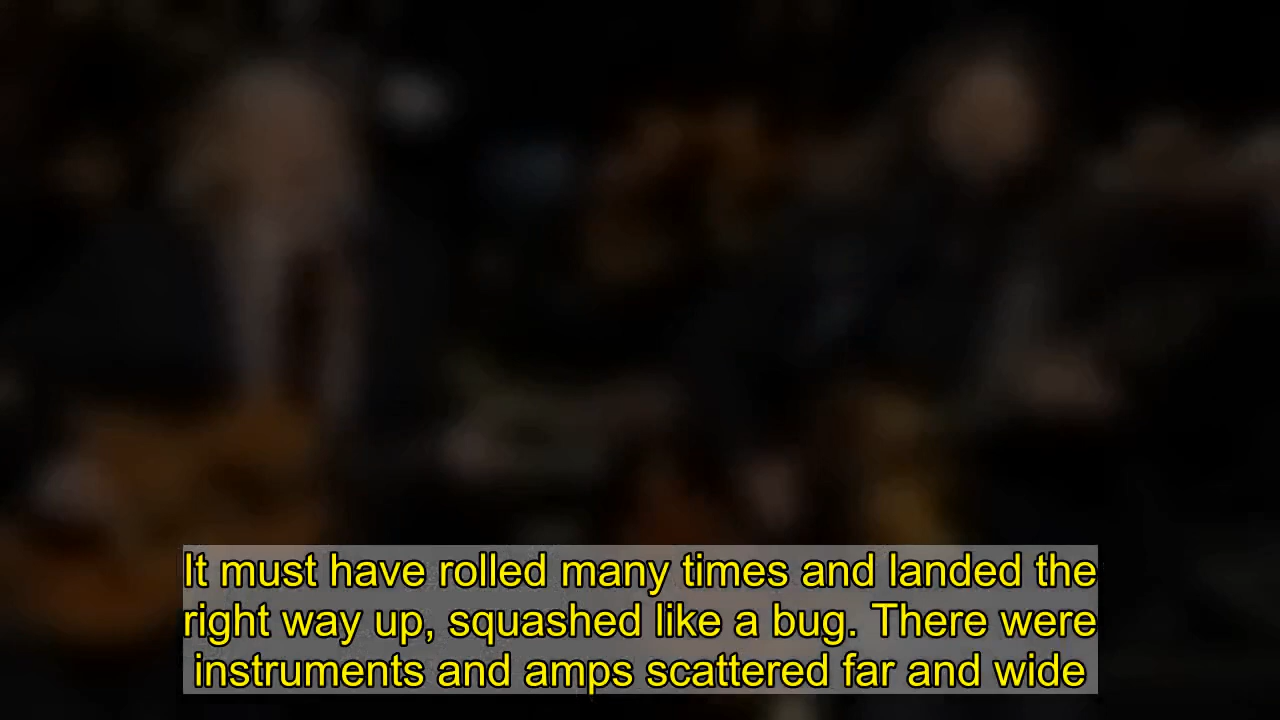 It must have rolled many times and landed the
right way up, squashed like a bug. There were
instruments and amps scattered far and wide